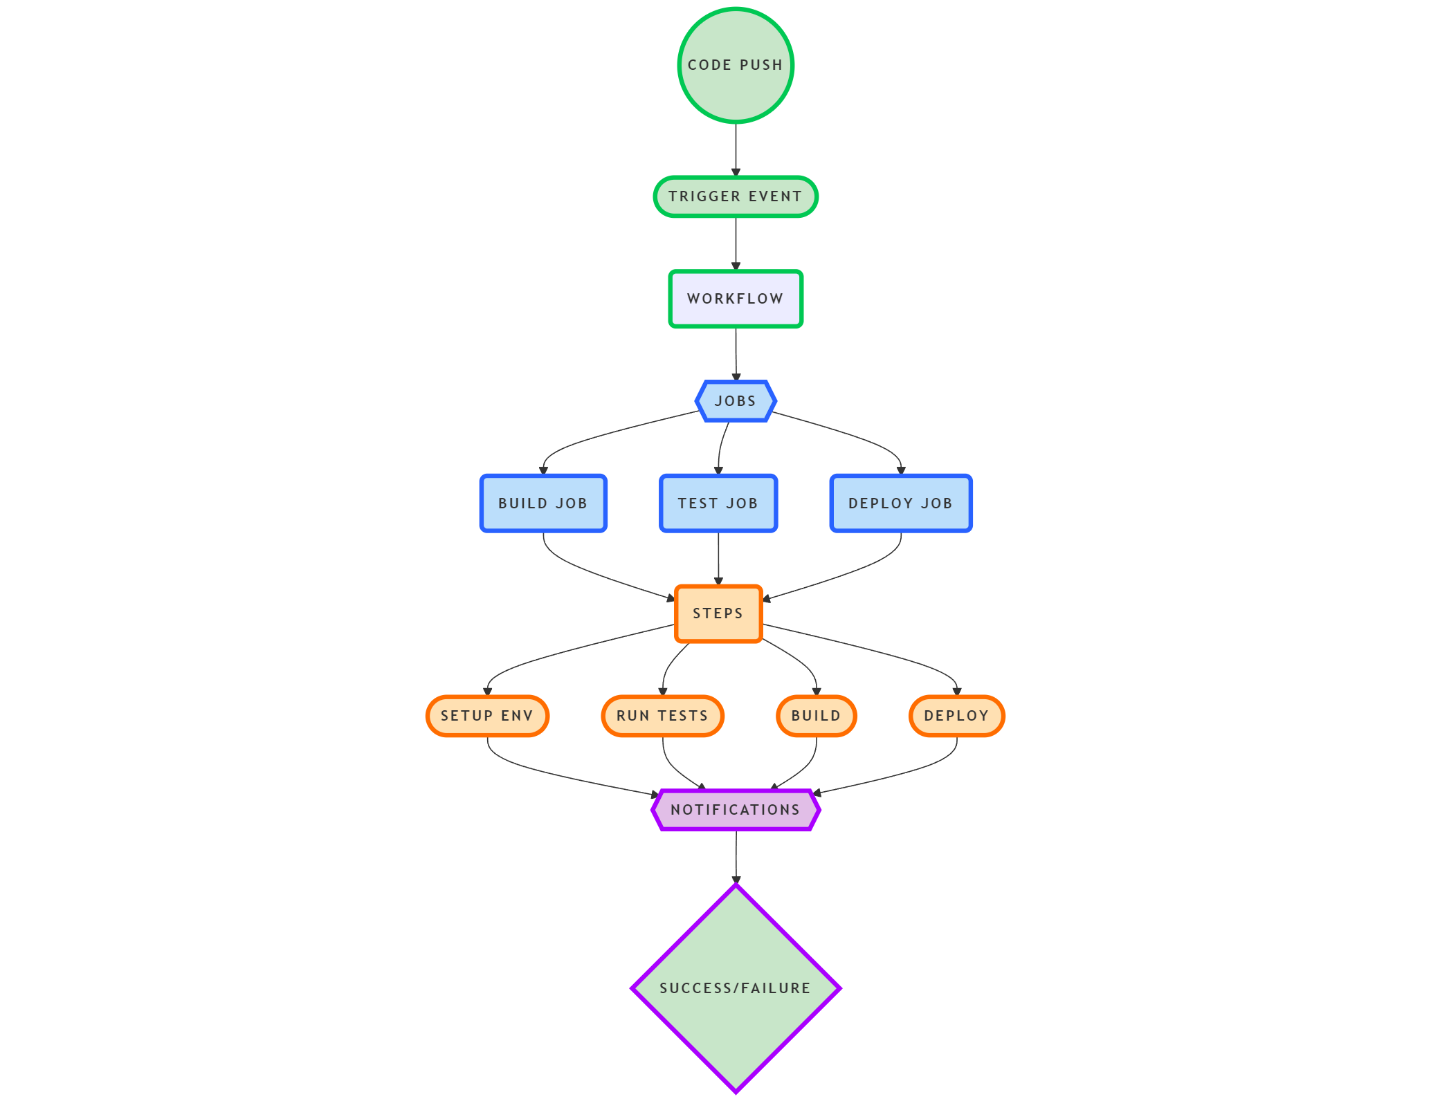 CODE PUSH
TRIGGER EVENT
WORKFLOW
JOBS
BUILD JOB
TEST JOB
DEPLOY JOB
STEPS
SETUP ENV
RUN TESTS
BUILD
DEPLOY
NOTIFICATIONS
SUCCESS/FAILURE